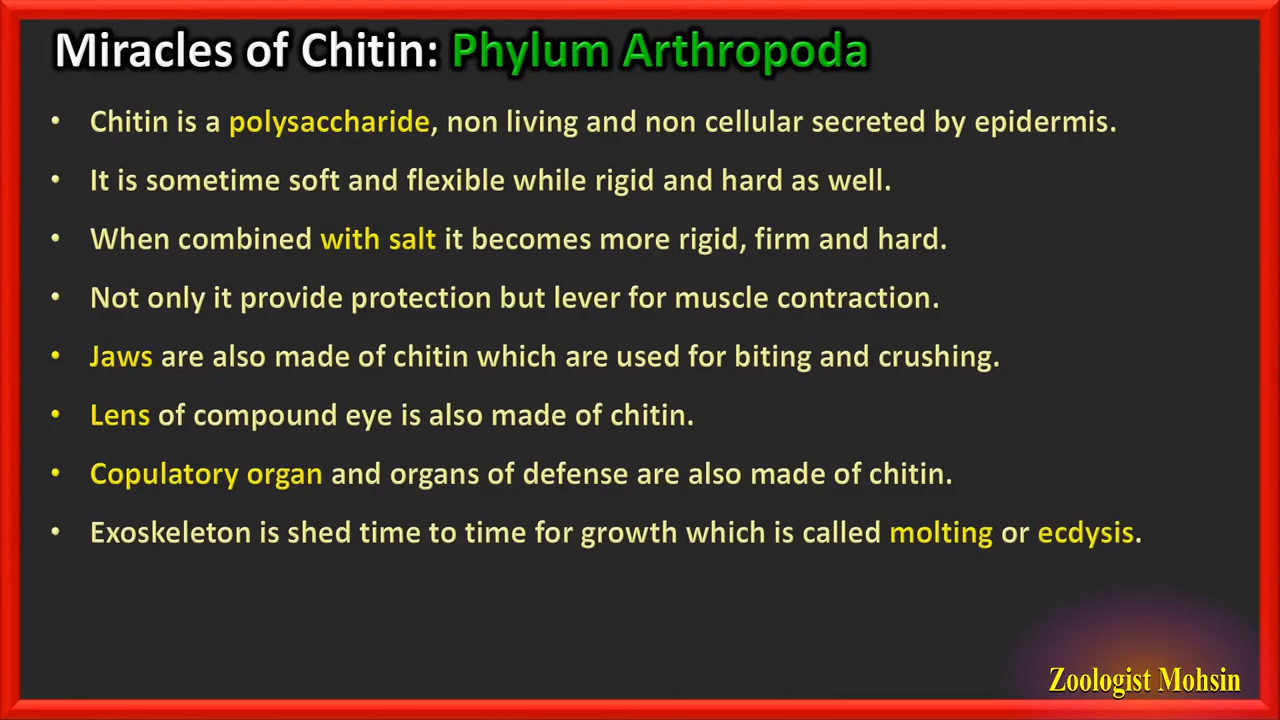 Miracles of Chitin: Phylum Arthropoda
• Chitin is a polysaccharide, non living and non cellular secreted by epidermis.
• It is sometime soft and flexible while rigid and hard as well.
• When combined with salt it becomes more rigid, firm and hard.
• Not only it provide protection but lever for muscle contraction.
• Jaws are also made of chitin which are used for biting and crushing.
• Lens of compound eye is also made of chitin.
• Copulatory organ and organs of defense are also made of chitin.
• Exoskeleton is shed time to time for growth which is called molting or ecdysis.
Zoologist Mohsin